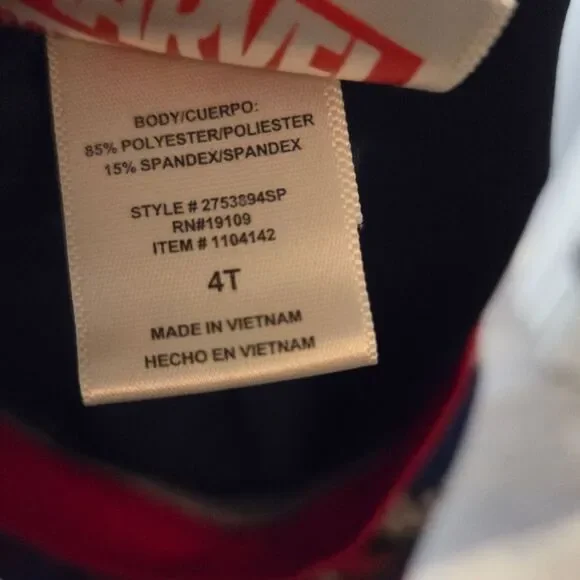 MARVEL
BODY/CUERPO:
85% POLYESTER/POLIESTER
15% SPANDEX/SPANDEX
STYLE # 2753894SP
RN#19109
ITEM # 1104142
4T
MADE IN VIETNAM
HECHO EN VIETNAM